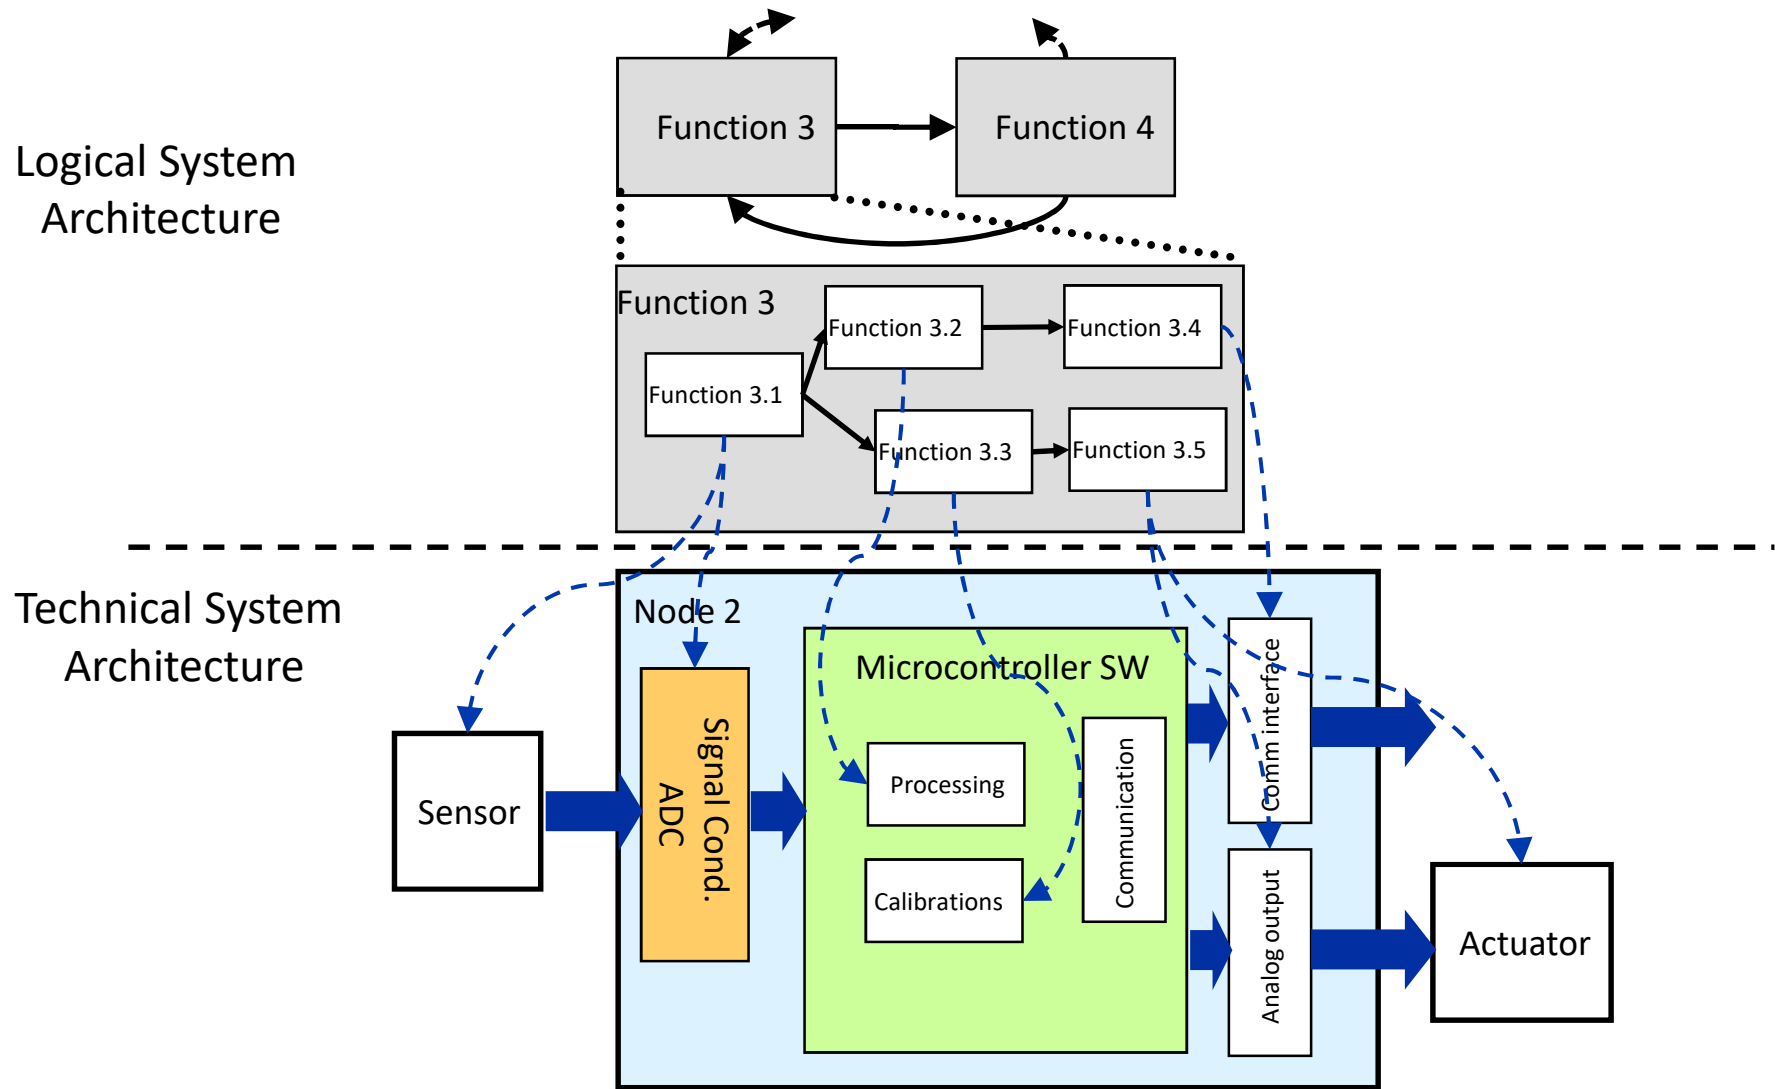 Function 3
Function 4
Logical System
Architecture
Function 3
Function 3.2
Function 3.4
Function 3.1
Function 3.3
Function 3.5
Technical System
Architecture
Node 2
Microcontroller SW
Signal Cond.
ADC
Sensor
Processing
Calibrations
Communication
Comm interface
Analog output
Actuator